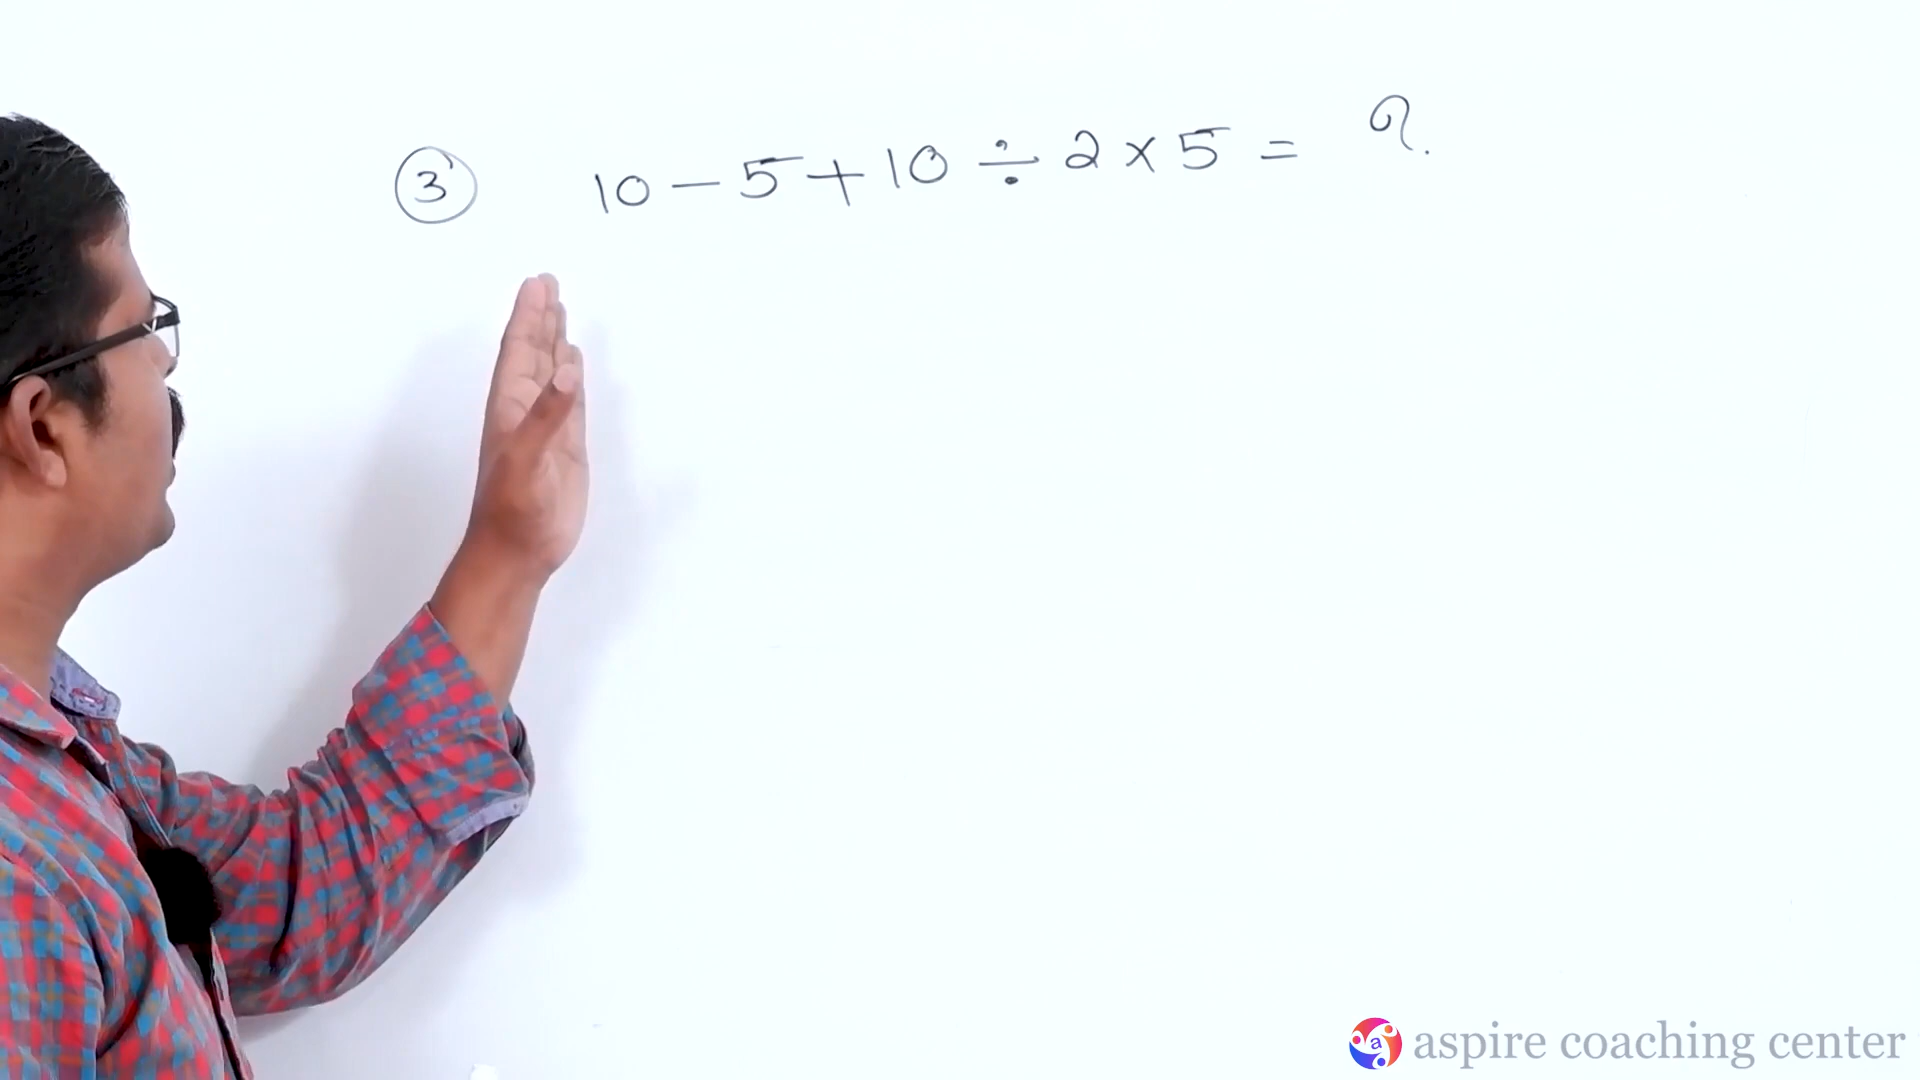 ③ 10 - 5 + 10 ÷ 2 × 5 = ?
aspire coaching center